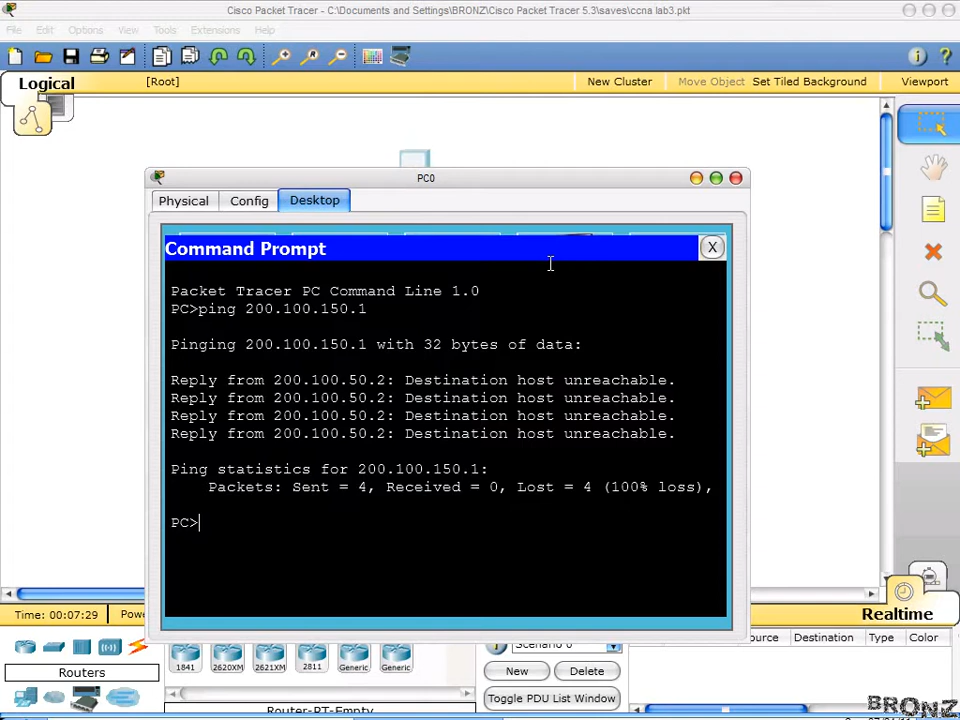 Cisco Packet Tracer - C:\Documents and Settings\BRONZ\Cisco Packet Tracer 5.3\saves\ccna lab3.pkt
File Edit Options View Tools Extensions Help
Logical [Root] New Cluster Move Object Set Tiled Background Viewport
PC0
Physical Config Desktop
Command Prompt X
Packet Tracer PC Command Line 1.0
PC>ping 200.100.150.1
Pinging 200.100.150.1 with 32 bytes of data:
Reply from 200.100.50.2: Destination host unreachable.
Reply from 200.100.50.2: Destination host unreachable.
Reply from 200.100.50.2: Destination host unreachable.
Reply from 200.100.50.2: Destination host unreachable.
Ping statistics for 200.100.150.1:
Packets: Sent = 4, Received = 0, Lost = 4 (100% loss),
PC>
Time: 00:07:29 Realtime
Destination Type Color
1841 2620XM 2621XM 2811 Generic Generic
Routers
New Delete
Toggle PDU List Window
Router-PT-Empty
BRONZ